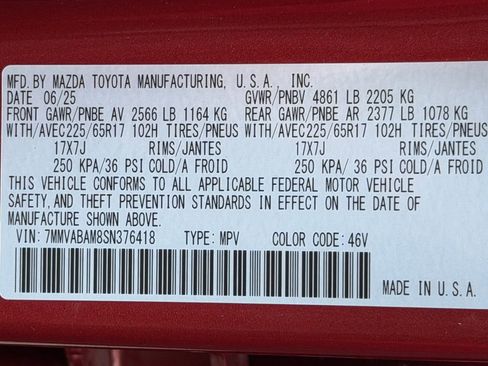 MFD. BY MAZDA TOYOTA MANUFACTURING, U.S.A., INC.
DATE 06/25 GVWR/PNBV 4861 LB 2205 KG
FRONT GAWR/PNBE AV 2566 LB 1164 KG REAR GAWR/PNBE AR 2377 LB 1078 KG
WITH/AVEC225/65R17 102H TIRES/PNEUS WITH/AVEC225/65R17 102H TIRES/PNEUS
17X7J RIMS/JANTES 17X7J RIMS/JANTES
250 KPA/36 PSI COLD/A FROID 250 KPA/36 PSI COLD/A FROID
THIS VEHICLE CONFORMS TO ALL APPLICABLE FEDERAL MOTOR VEHICLE
SAFETY, AND THEFT PREVENTION STANDARDS IN EFFECT ON THE DATE OF
MANUFACTURE SHOWN ABOVE.
VIN: 7MMVABAM8SN376418 TYPE: MPV COLOR CODE: 46V
MADE IN U.S.A.